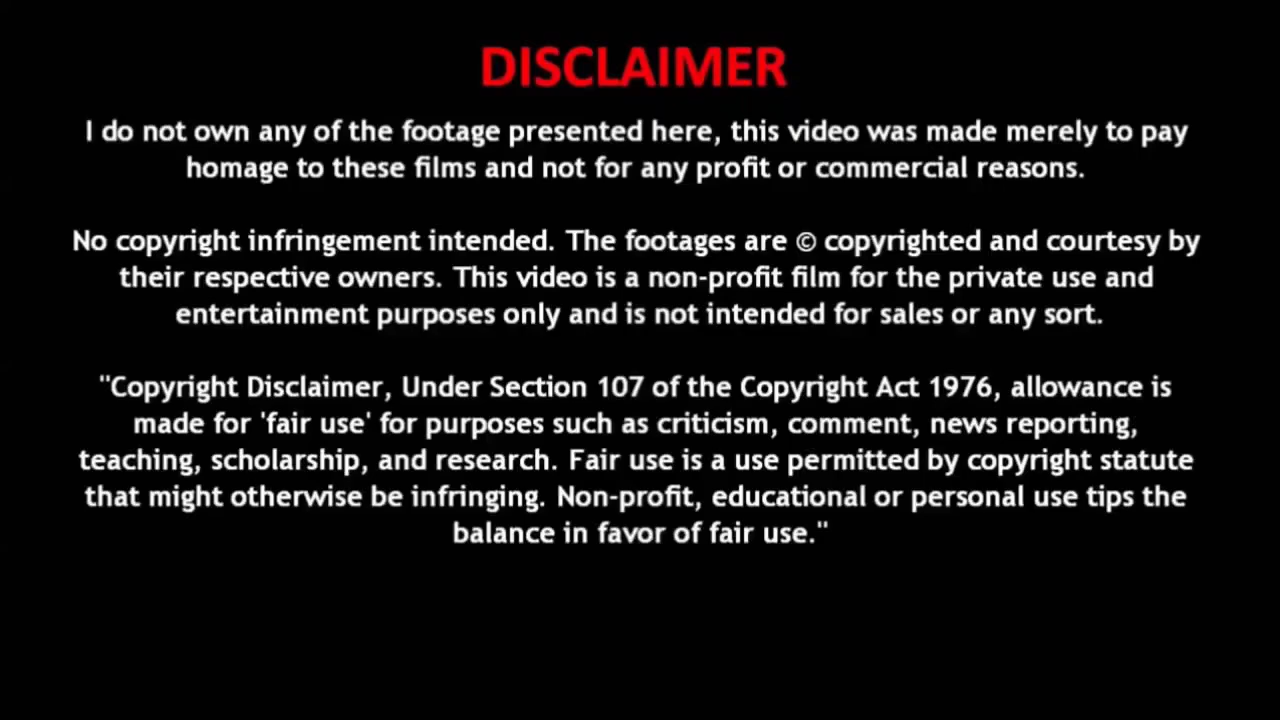 DISCLAIMER
I do not own any of the footage presented here, this video was made merely to pay
homage to these films and not for any profit or commercial reasons.
No copyright infringement intended. The footages are © copyrighted and courtesy by
their respective owners. This video is a non-profit film for the private use and
entertainment purposes only and is not intended for sales or any sort.
"Copyright Disclaimer, Under Section 107 of the Copyright Act 1976, allowance is
made for 'fair use' for purposes such as criticism, comment, news reporting,
teaching, scholarship, and research. Fair use is a use permitted by copyright statute
that might otherwise be infringing. Non-profit, educational or personal use tips the
balance in favor of fair use."